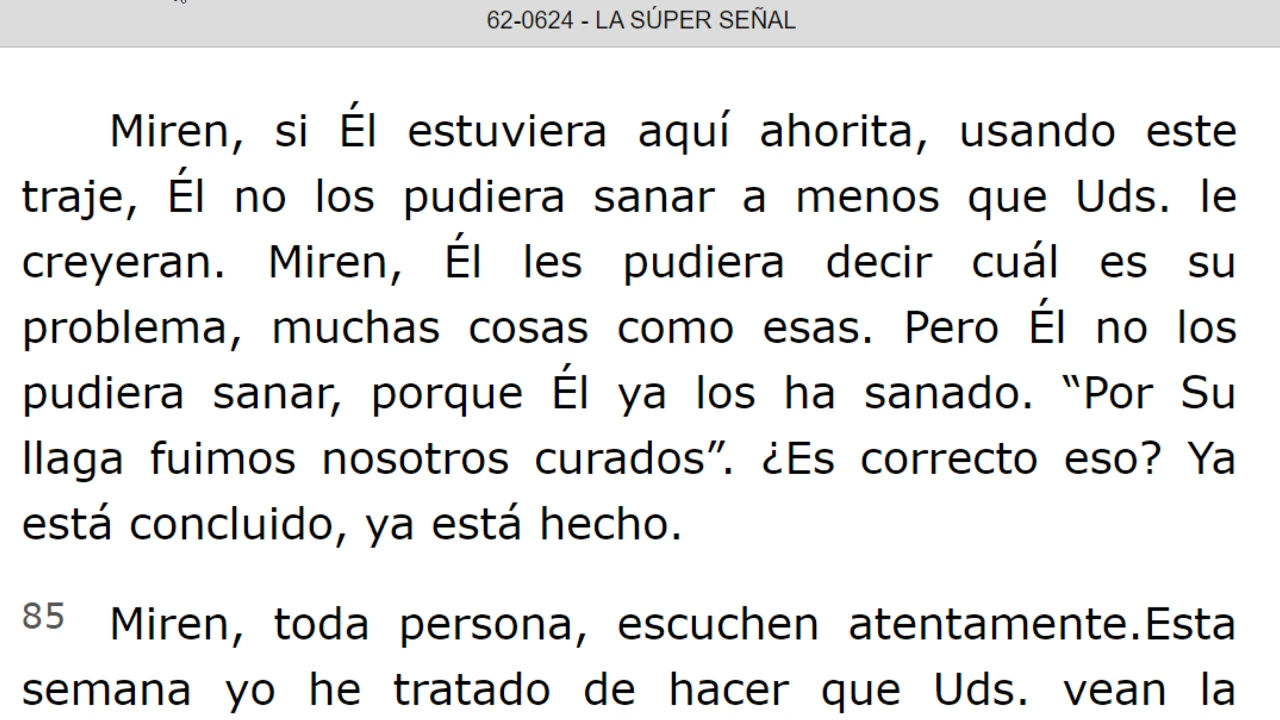 62-0624 - LA SÚPER SEÑAL
Miren, si Él estuviera aquí ahorita, usando este
traje, Él no los pudiera sanar a menos que Uds. le
creyeran. Miren, Él les pudiera decir cuál es su
problema, muchas cosas como esas. Pero Él no los
pudiera sanar, porque Él ya los ha sanado. “Por Su
llaga fuimos nosotros curados”. ¿Es correcto eso? Ya
está concluido, ya está hecho.
85 Miren, toda persona, escuchen atentamente.Esta
semana yo he tratado de hacer que Uds. vean la